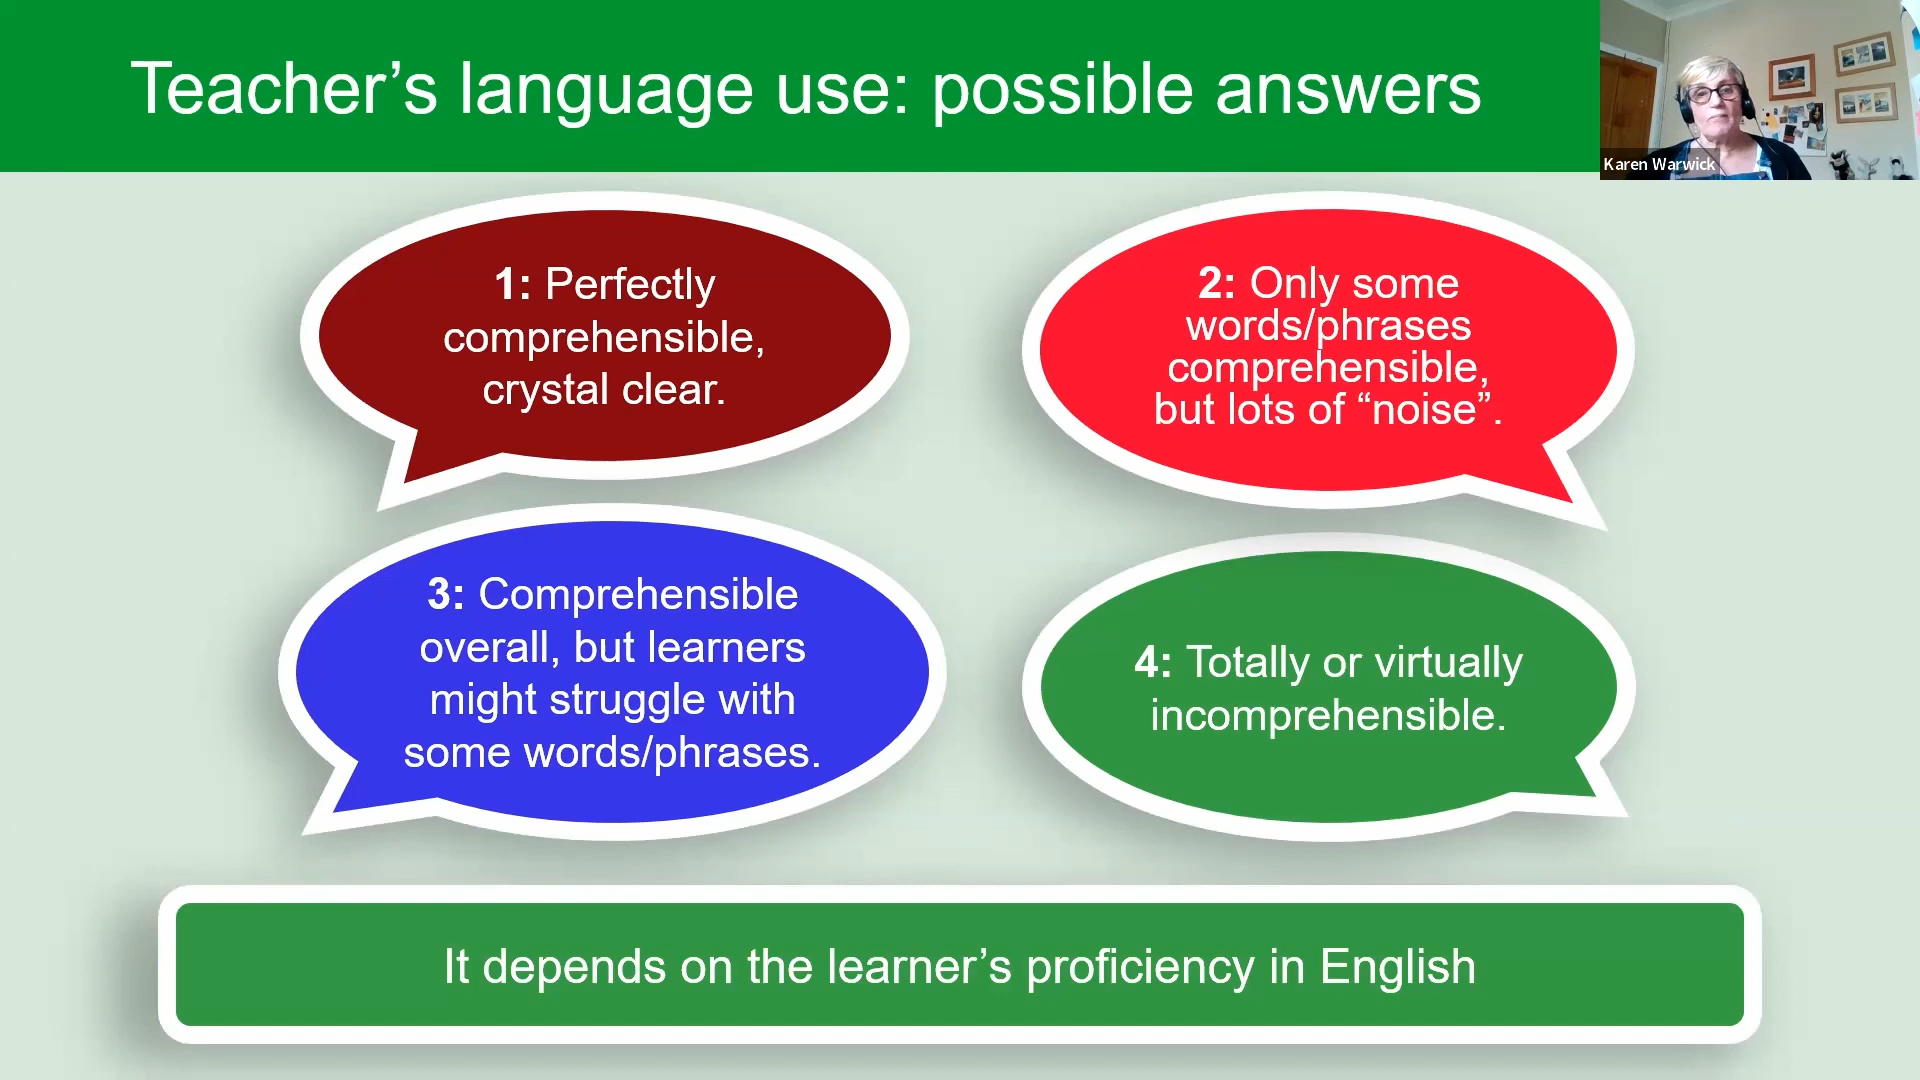 Teacher’s language use: possible answers
Karen Warwick
1: Perfectly
comprehensible,
crystal clear.
2: Only some
words/phrases
comprehensible,
but lots of “noise”.
3: Comprehensible
overall, but learners
might struggle with
some words/phrases.
4: Totally or virtually
incomprehensible.
It depends on the learner’s proficiency in English